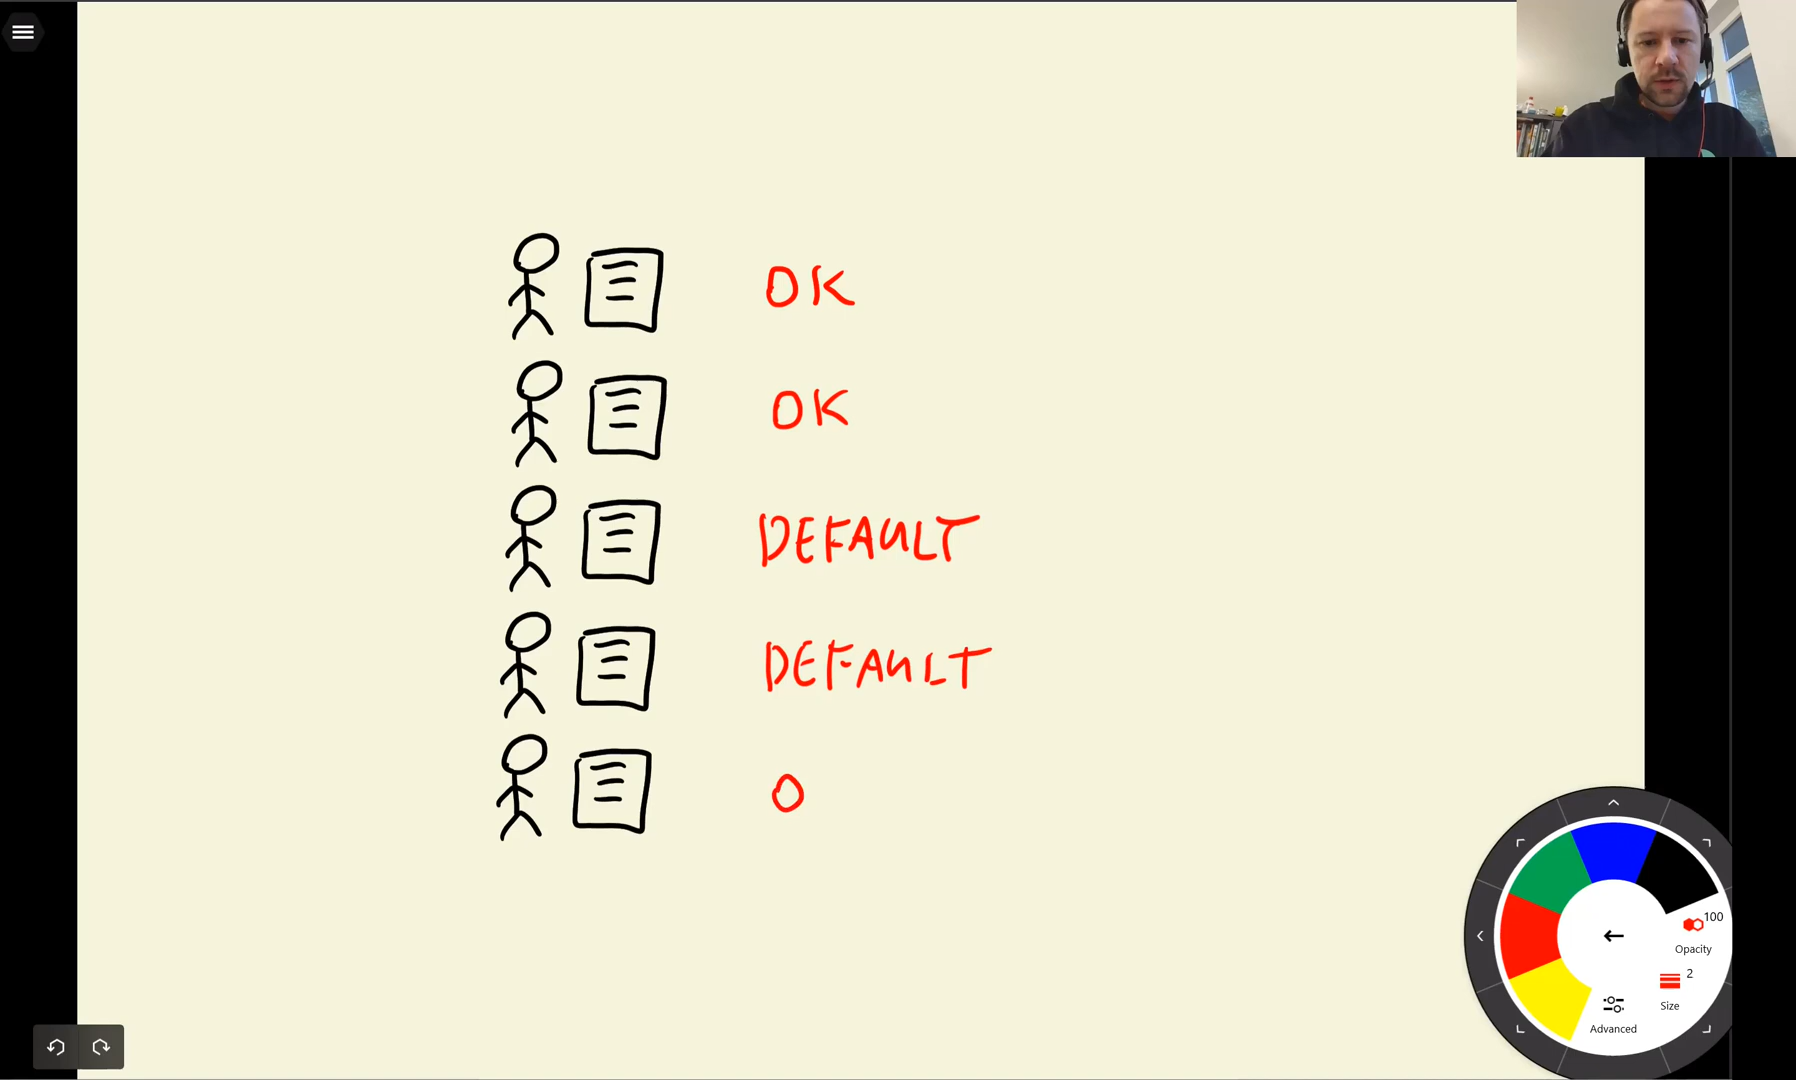 OK
OK
DEFAULT
DEFAULT
O
100
Opacity
2
Size
Advanced